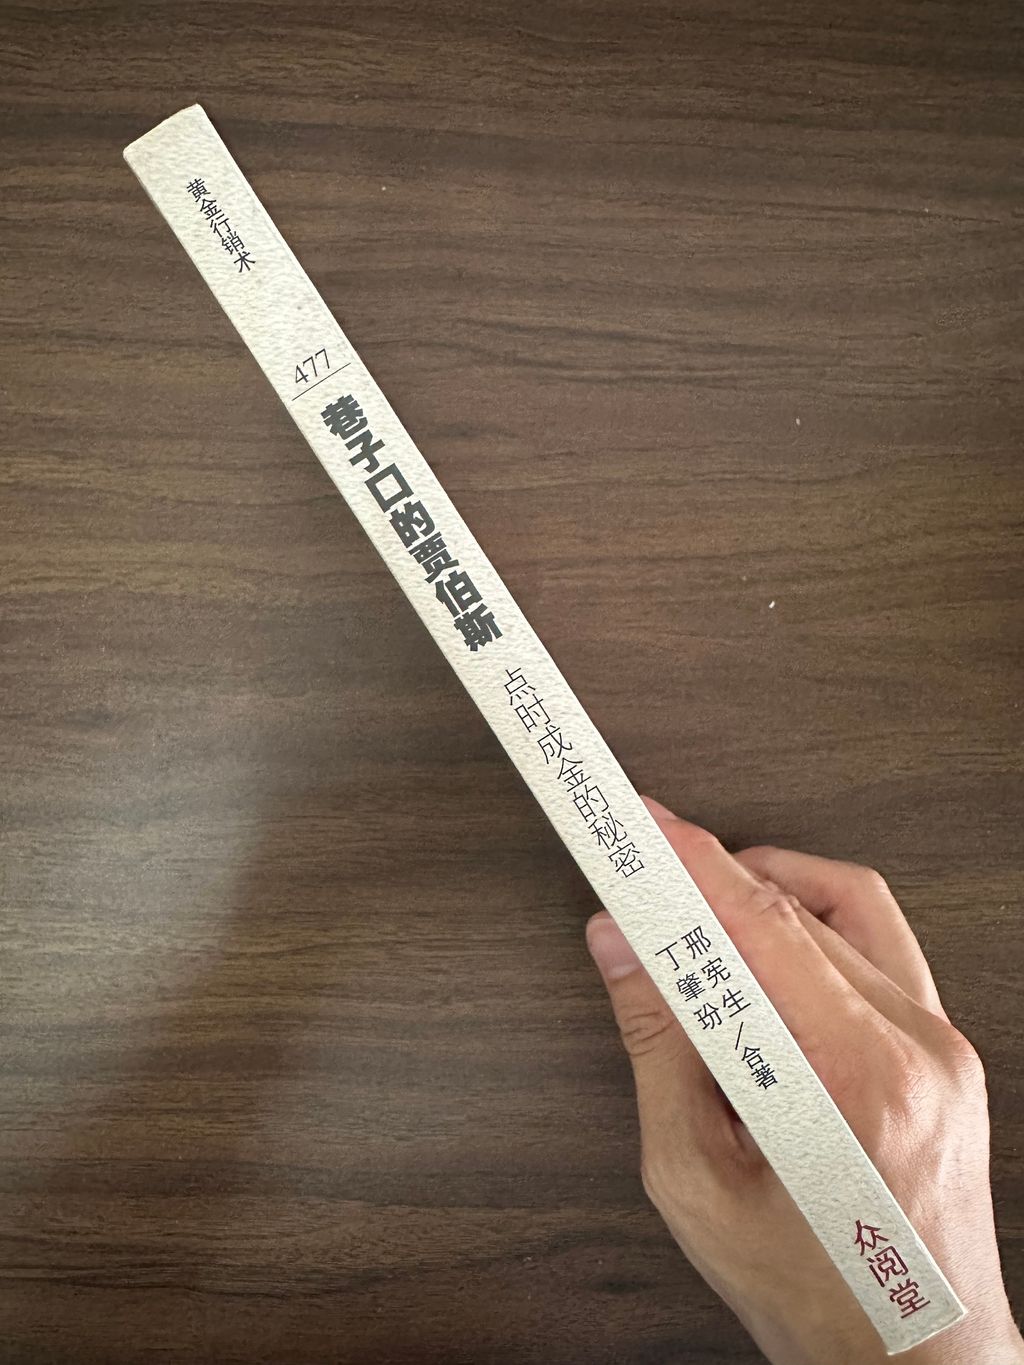 黄金行销术
477
巷子口的贾伯斯
点时成金的秘密
邢宪生
丁肇玢
／合著
众阅堂